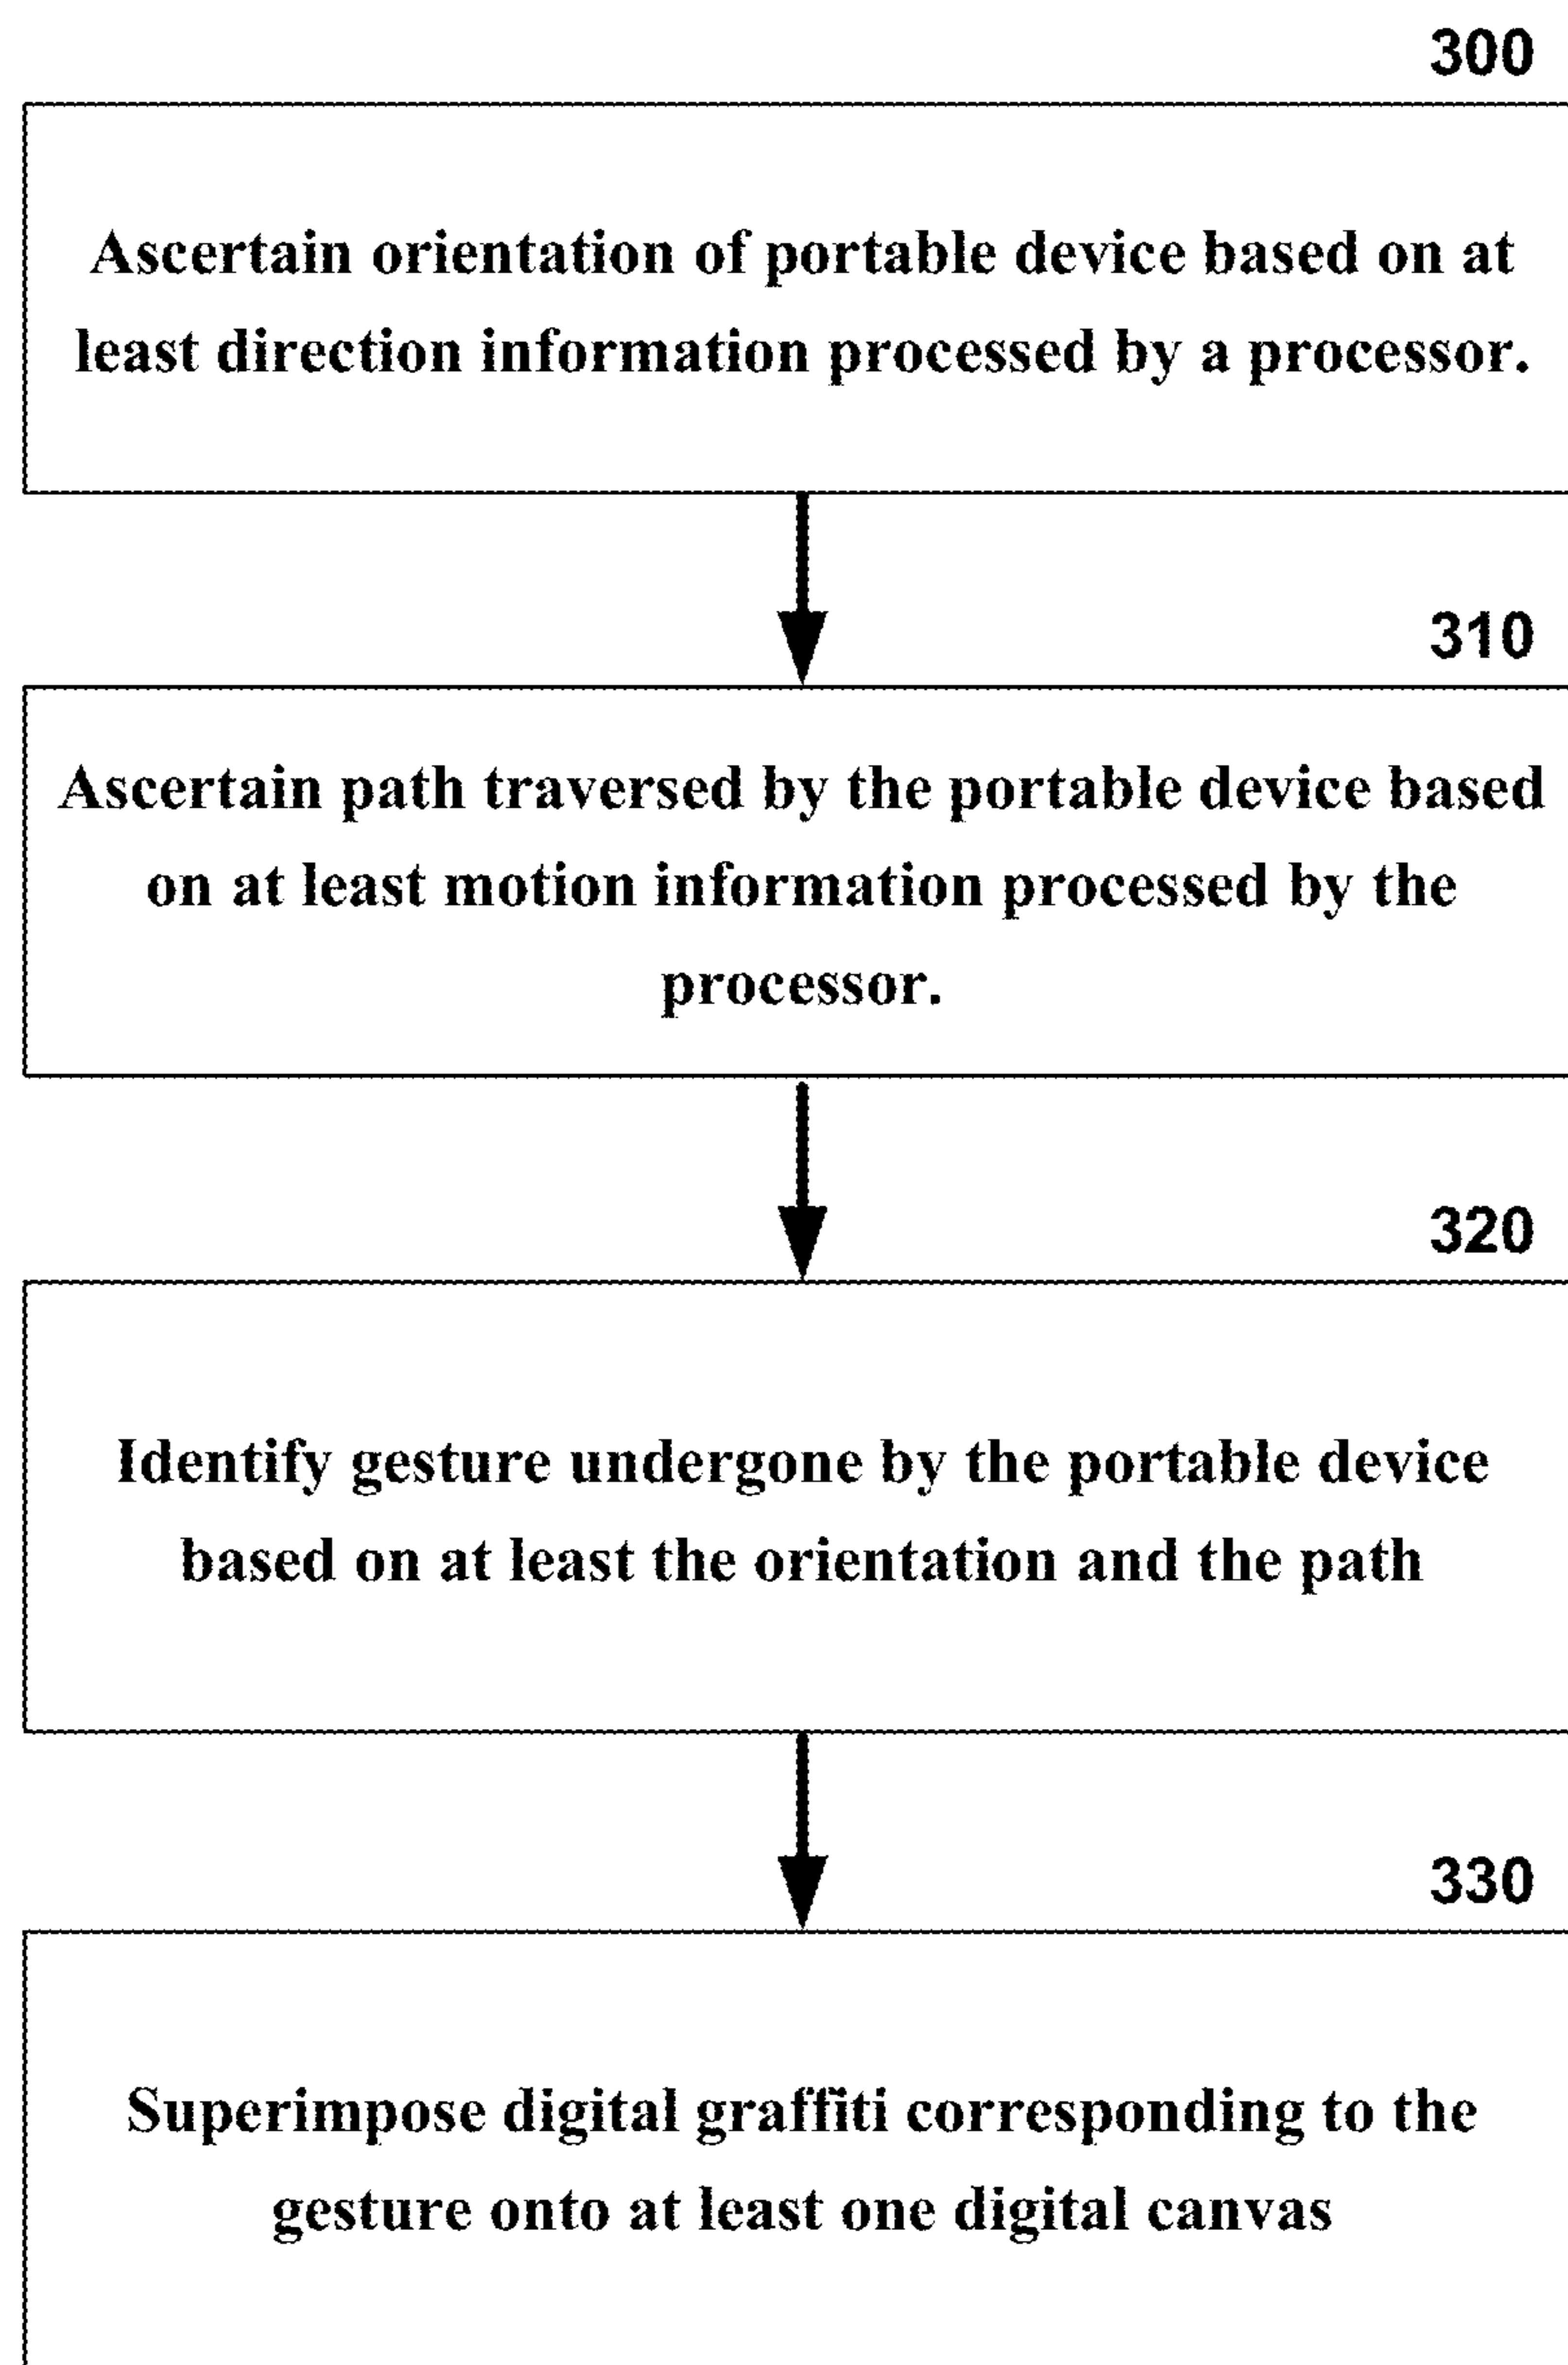 300
Ascertain orientation of portable device based on at
least direction information processed by a processor.
310
Ascertain path traversed by the portable device based
on at least motion information processed by the
processor.
320
Identify gesture undergone by the portable device
based on at least the orientation and the path
330
Superimpose digital graffiti corresponding to the
gesture onto at least one digital canvas